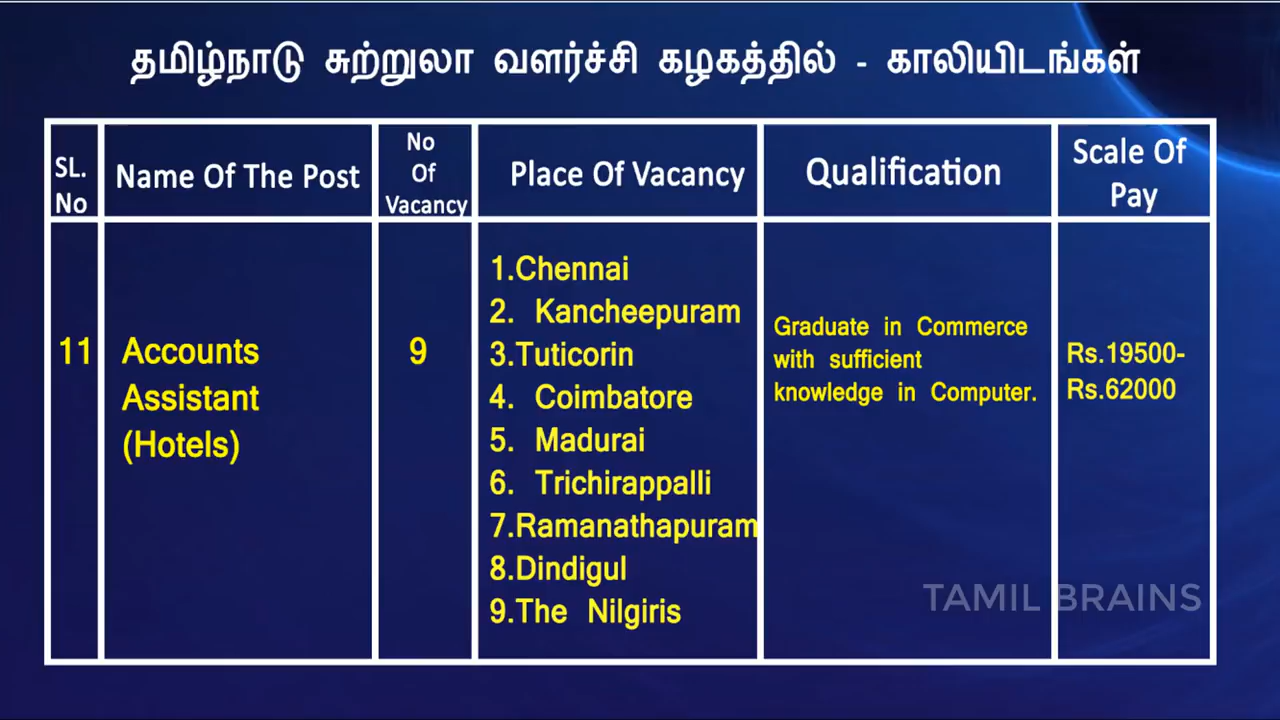 தமிழ்நாடு சுற்றுலா வளர்ச்சி கழகத்தில் - காலியிடங்கள்
SL. No
Name Of The Post
No Of Vacancy
Place Of Vacancy
Qualification
Scale Of Pay
11
Accounts
Assistant
(Hotels)
9
1.Chennai
2. Kancheepuram
3.Tuticorin
4. Coimbatore
5. Madurai
6. Trichirappalli
7.Ramanathapuram
8.Dindigul
9.The Nilgiris
Graduate in Commerce
with sufficient
knowledge in Computer.
Rs.19500-
Rs.62000
TAMIL BRAINS